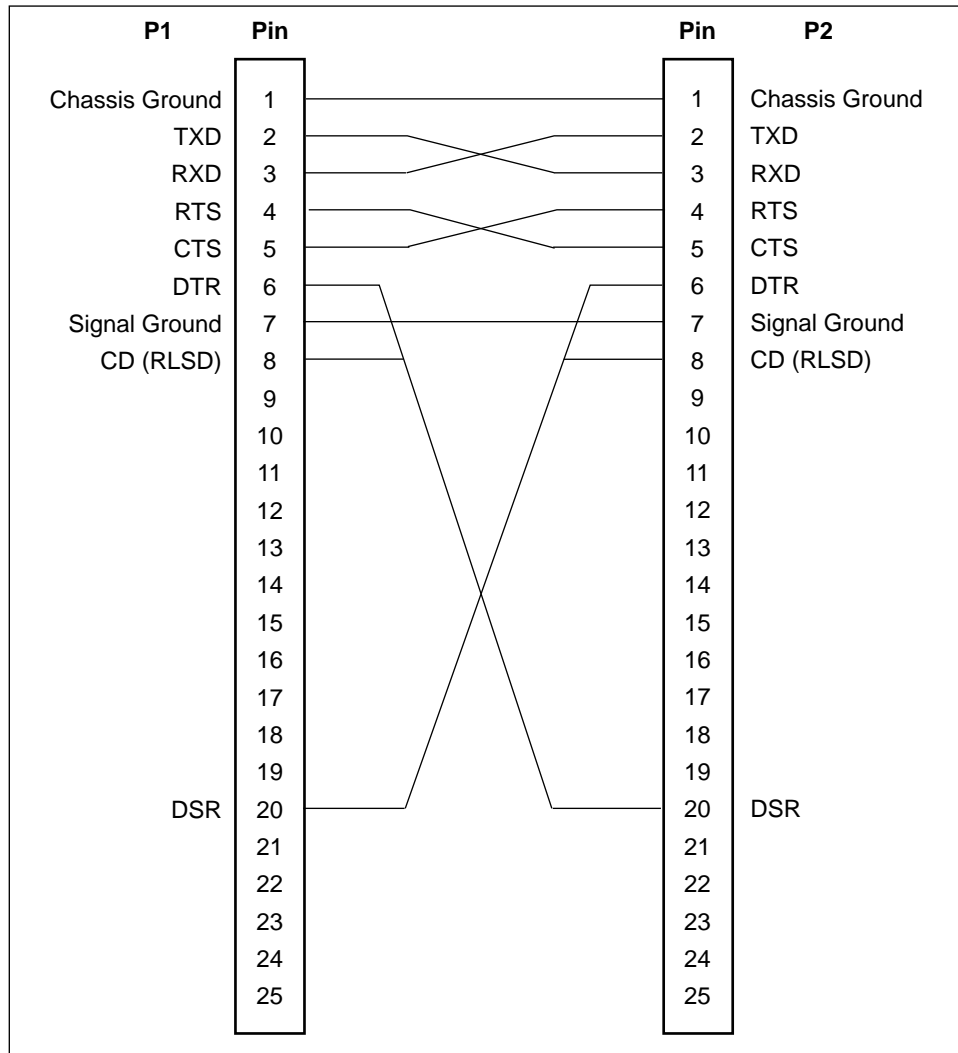 P1 Pin Pin P2
Chassis Ground 1 1 Chassis Ground
TXD 2 2 TXD
RXD 3 3 RXD
RTS 4 4 RTS
CTS 5 5 CTS
DTR 6 6 DTR
Signal Ground 7 7 Signal Ground
CD (RLSD) 8 8 CD (RLSD)
9 9
10 10
11 11
12 12
13 13
14 14
15 15
16 16
17 17
18 18
19 19
DSR 20 20 DSR
21 21
22 22
23 23
24 24
25 25